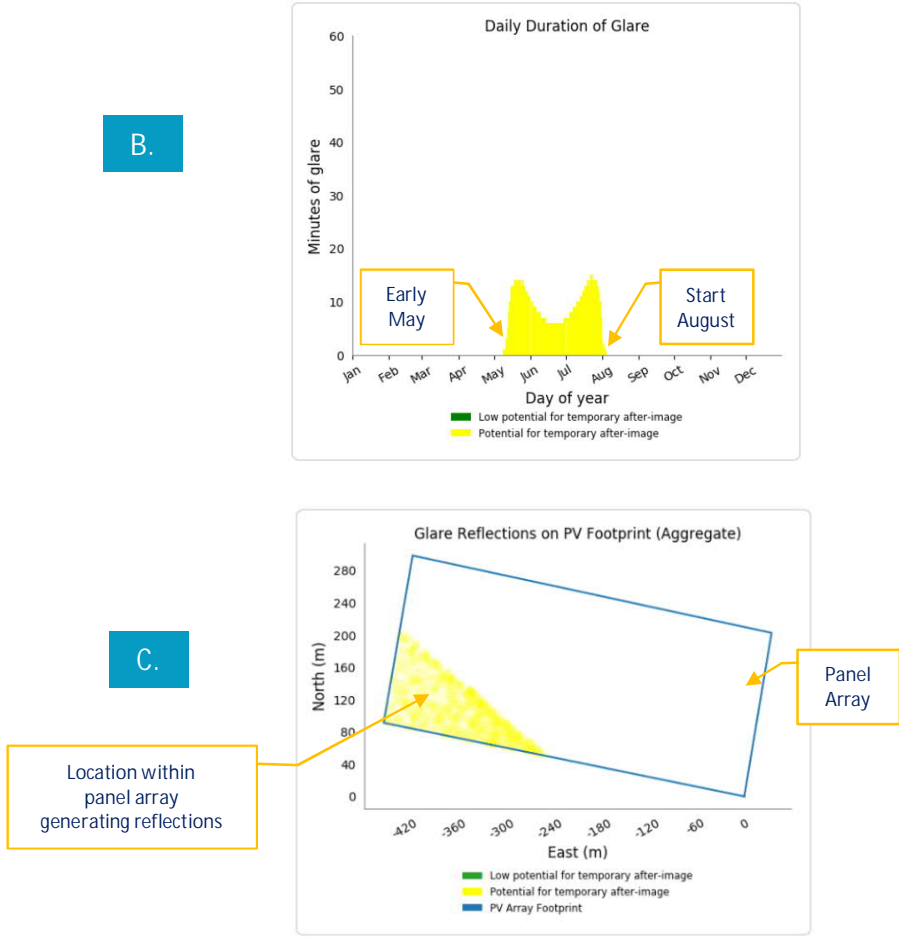 B.
Daily Duration of Glare
Minutes of glare
60
50
40
30
20
10
0
Early
May
Start
August
Jan Feb Mar Apr May Jun Jul Aug Sep Oct Nov Dec
Day of year
Low potential for temporary after-image
Potential for temporary after-image
C.
Glare Reflections on PV Footprint (Aggregate)
North (m)
280
240
200
160
120
80
40
0
Panel
Array
Location within
panel array
generating reflections
-420 -360 -300 -240 -180 -120 -60 0
East (m)
Low potential for temporary after-image
Potential for temporary after-image
PV Array Footprint